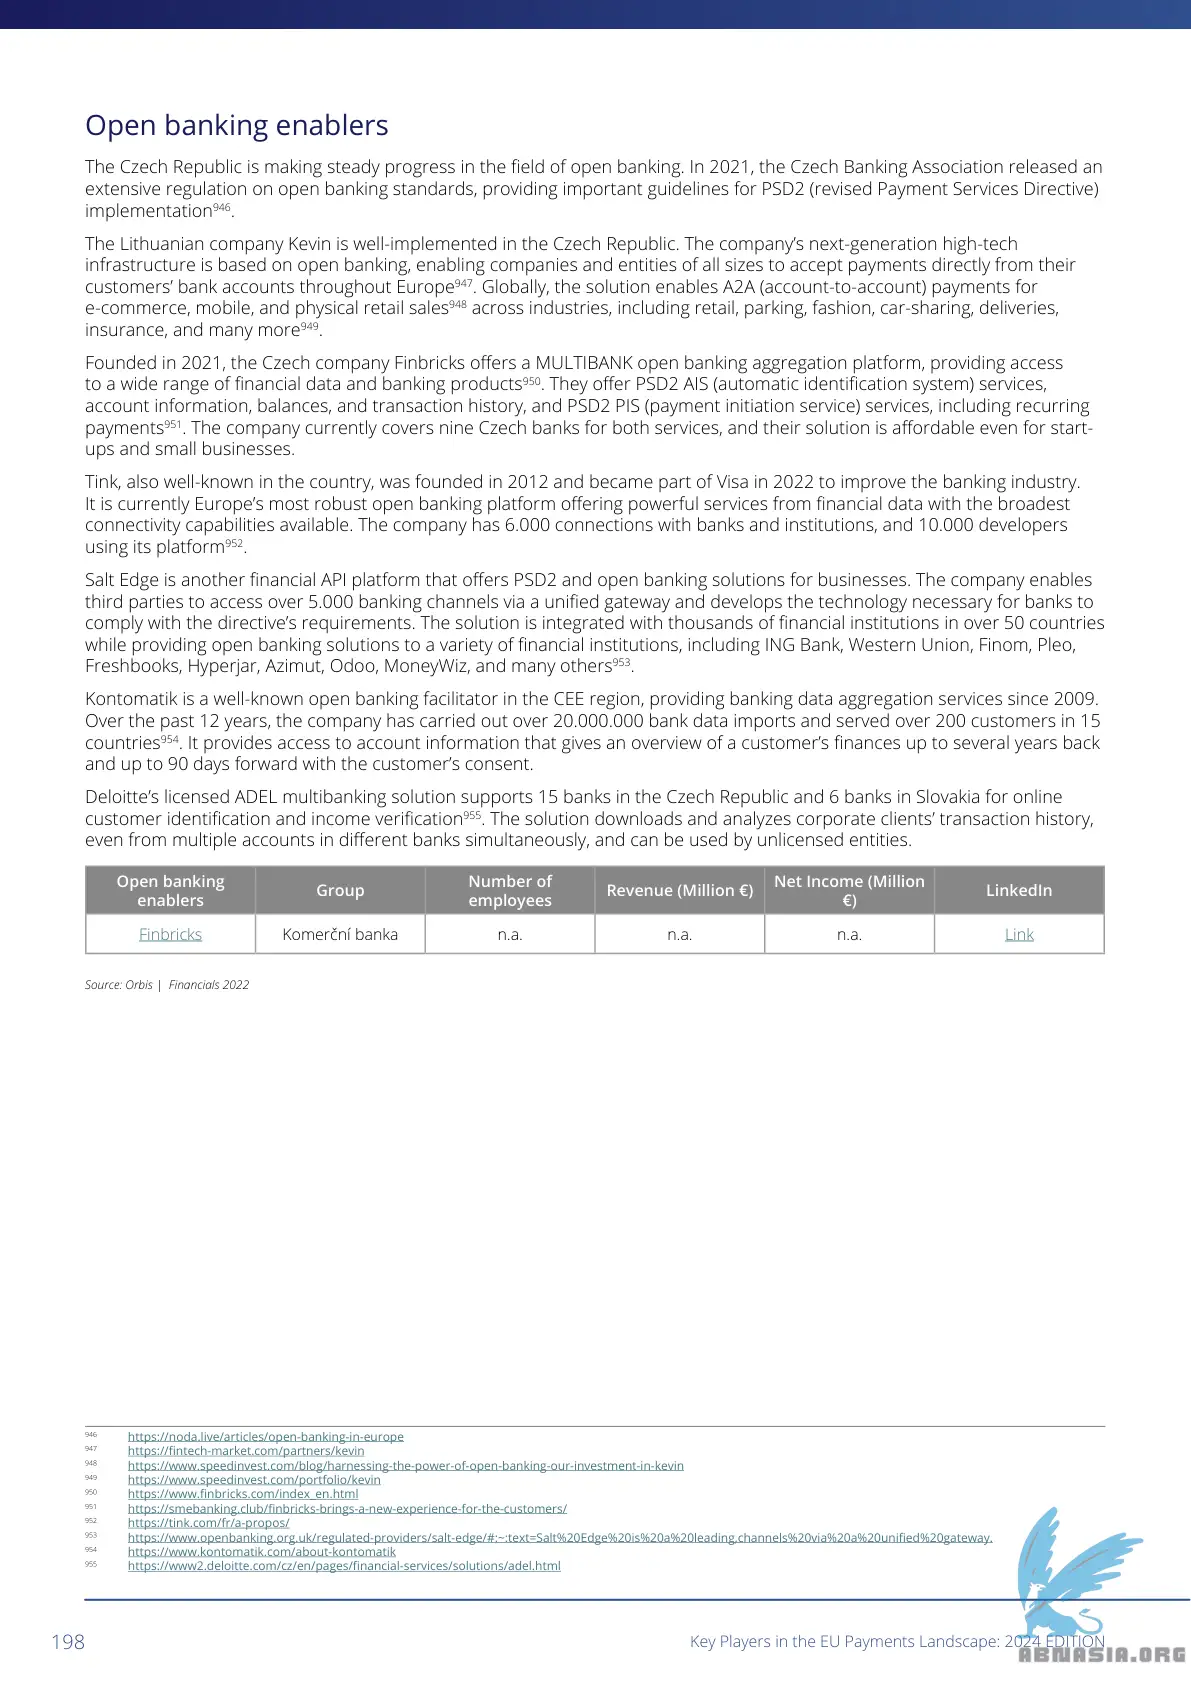 Open banking enablers
The Czech Republic is making steady progress in the field of open banking. In 2021, the Czech Banking Association released an
extensive regulation on open banking standards, providing important guidelines for PSD2 (revised Payment Services Directive)
implementation946.
The Lithuanian company Kevin is well-implemented in the Czech Republic. The company’s next-generation high-tech
infrastructure is based on open banking, enabling companies and entities of all sizes to accept payments directly from their
customers’ bank accounts throughout Europe947. Globally, the solution enables A2A (account-to-account) payments for
e-commerce, mobile, and physical retail sales948 across industries, including retail, parking, fashion, car-sharing, deliveries,
insurance, and many more949.
Founded in 2021, the Czech company Finbricks offers a MULTIBANK open banking aggregation platform, providing access
to a wide range of financial data and banking products950. They offer PSD2 AIS (automatic identification system) services,
account information, balances, and transaction history, and PSD2 PIS (payment initiation service) services, including recurring
payments951. The company currently covers nine Czech banks for both services, and their solution is affordable even for start-
ups and small businesses.
Tink, also well-known in the country, was founded in 2012 and became part of Visa in 2022 to improve the banking industry.
It is currently Europe’s most robust open banking platform offering powerful services from financial data with the broadest
connectivity capabilities available. The company has 6.000 connections with banks and institutions, and 10.000 developers
using its platform952.
Salt Edge is another financial API platform that offers PSD2 and open banking solutions for businesses. The company enables
third parties to access over 5.000 banking channels via a unified gateway and develops the technology necessary for banks to
comply with the directive’s requirements. The solution is integrated with thousands of financial institutions in over 50 countries
while providing open banking solutions to a variety of financial institutions, including ING Bank, Western Union, Finom, Pleo,
Freshbooks, Hyperjar, Azimut, Odoo, MoneyWiz, and many others953.
Kontomatik is a well-known open banking facilitator in the CEE region, providing banking data aggregation services since 2009.
Over the past 12 years, the company has carried out over 20.000.000 bank data imports and served over 200 customers in 15
countries954. It provides access to account information that gives an overview of a customer’s finances up to several years back
and up to 90 days forward with the customer’s consent.
Deloitte’s licensed ADEL multibanking solution supports 15 banks in the Czech Republic and 6 banks in Slovakia for online
customer identification and income verification955. The solution downloads and analyzes corporate clients’ transaction history,
even from multiple accounts in different banks simultaneously, and can be used by unlicensed entities.
Open banking enablers Group Number of employees Revenue (Million €) Net Income (Million €) LinkedIn
Finbricks Komerční banka n.a. n.a. n.a. Link
Source: Orbis | Financials 2022
946 https://noda.live/articles/open-banking-in-europe
947 https://fintech-market.com/partners/kevin
948 https://www.speedinvest.com/blog/harnessing-the-power-of-open-banking-our-investment-in-kevin
949 https://www.speedinvest.com/portfolio/kevin
950 https://www.finbricks.com/index_en.html
951 https://smebanking.club/finbricks-brings-a-new-experience-for-the-customers/
952 https://tink.com/fr/a-propos/
953 https://www.openbanking.org.uk/regulated-providers/salt-edge/#:~:text=Salt%20Edge%20is%20a%20leading,channels%20via%20a%20unified%20gateway.
954 https://www.kontomatik.com/about-kontomatik
955 https://www2.deloitte.com/cz/en/pages/financial-services/solutions/adel.html
198 Key Players in the EU Payments Landscape: 2024 EDITION
ABNASIA.ORG